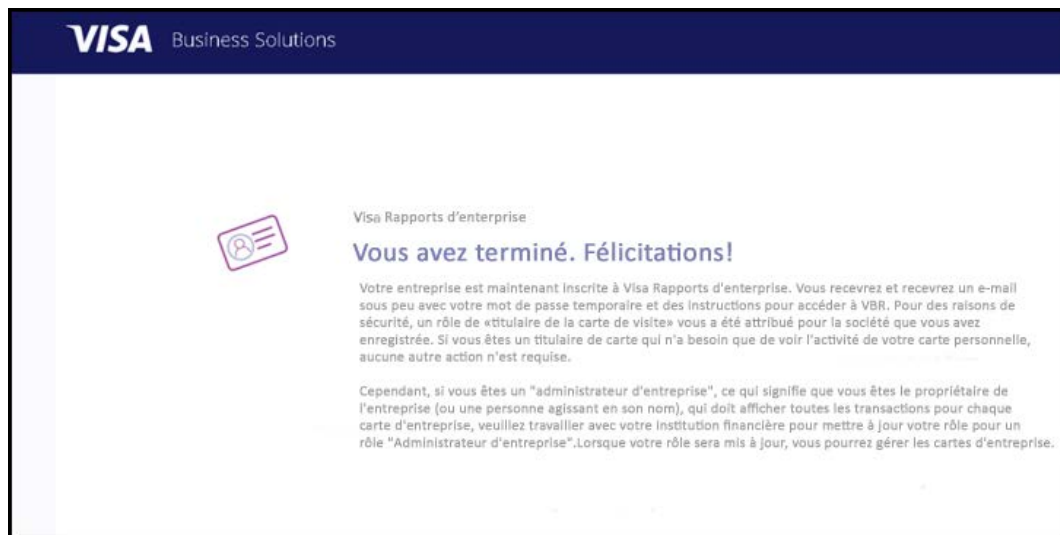 VISA Business Solutions
Visa Rapports d'enterprise
Vous avez terminé. Félicitations!
Votre entreprise est maintenant inscrite à Visa Rapports d'enterprise. Vous recevrez et recevrez un e-mail
sous peu avec votre mot de passe temporaire et des instructions pour accéder à VBR. Pour des raisons de
sécurité, un rôle de «titulaire de la carte de visite» vous a été attribué pour la société que vous avez
enregistrée. Si vous êtes un titulaire de carte qui n'a besoin que de voir l'activité de votre carte personnelle,
aucune autre action n'est requise.
Cependant, si vous êtes un "administrateur d'entreprise", ce qui signifie que vous êtes le propriétaire de
l'entreprise (ou une personne agissant en son nom), qui doit afficher toutes les transactions pour chaque
carte d'entreprise, veuillez travailler avec votre institution financière pour mettre à jour votre rôle pour un
rôle "Administrateur d'entreprise".Lorsque votre rôle sera mis à jour, vous pourrez gérer les cartes d'entreprise.